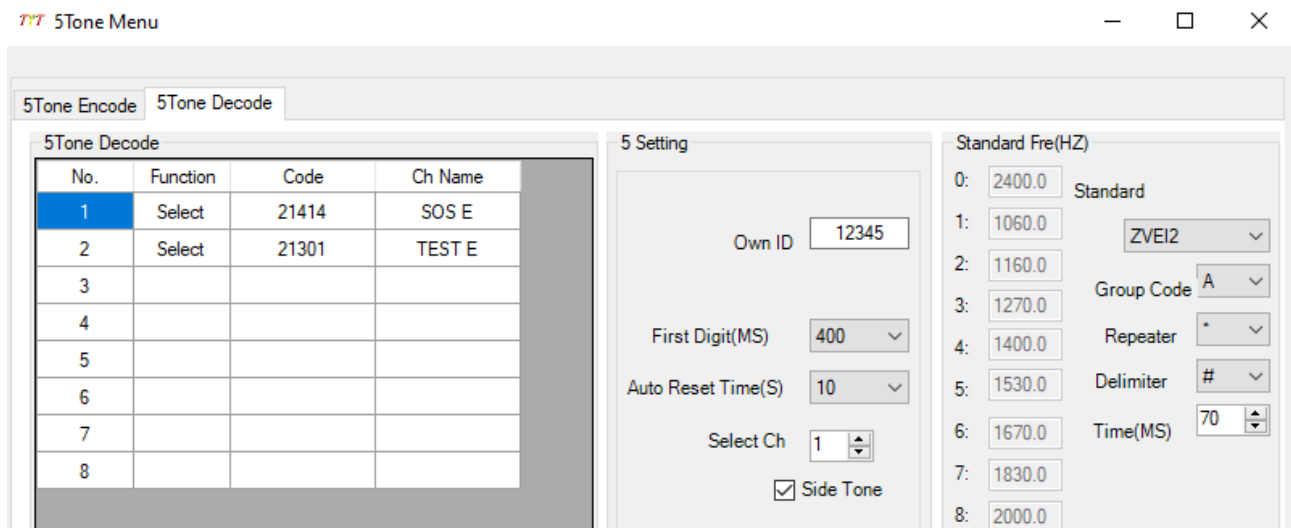 TYT 5Tone Menu
5Tone Encode 5Tone Decode
5Tone Decode
No. Function Code Ch Name
1 Select 21414 SOS E
2 Select 21301 TEST E
3
4
5
6
7
8
5 Setting
Own ID 12345
First Digit(MS) 400
Auto Reset Time(S) 10
Select Ch 1
Side Tone
Standard Fre(HZ)
0: 2400.0
1: 1060.0
2: 1160.0
3: 1270.0
4: 1400.0
5: 1530.0
6: 1670.0
7: 1830.0
8: 2000.0
Standard
ZVEI2
Group Code A
Repeater *
Delimiter #
Time(MS) 70